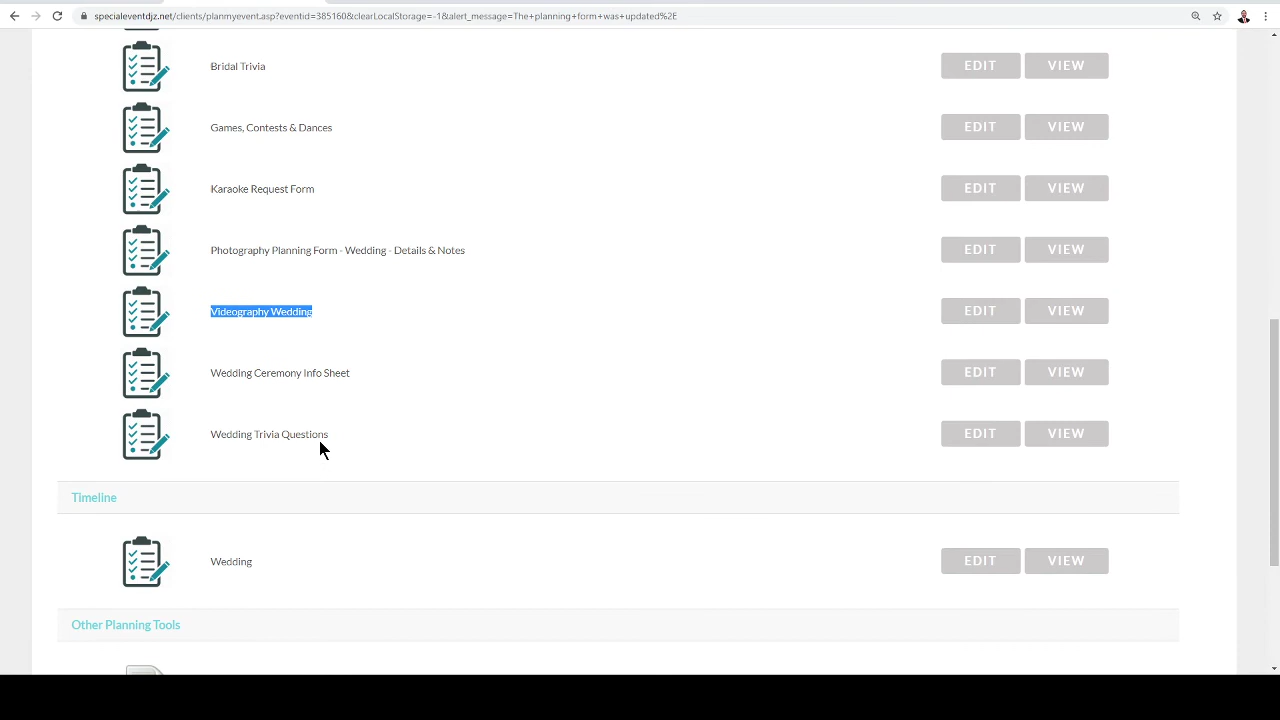 specialeventdjz.net/clients/planmyevent.asp?eventid=385160&clearLocalStorage=-1&alert_message=The+planning+form+was+updated%2E
Bridal Trivia EDIT VIEW
Games, Contests & Dances EDIT VIEW
Karaoke Request Form EDIT VIEW
Photography Planning Form - Wedding - Details & Notes EDIT VIEW
Videography Wedding EDIT VIEW
Wedding Ceremony Info Sheet EDIT VIEW
Wedding Trivia Questions EDIT VIEW
Timeline
Wedding EDIT VIEW
Other Planning Tools